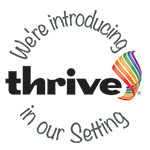 We're introducing
thrive®
in our Setting